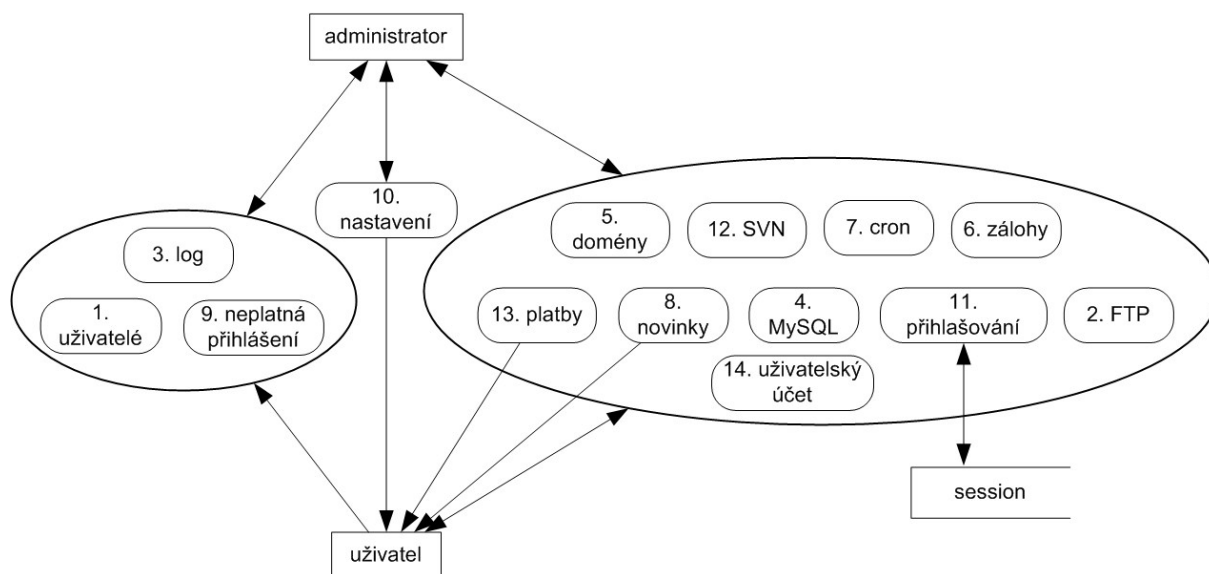 administrator
10.
nastavení
5.
domény
12. SVN
7. cron
6. zálohy
3. log
1.
uživatelé
9. neplatná
přihlášení
13. platby
8.
novinky
4.
MySQL
11.
přihlašování
2. FTP
14. uživatelský
účet
session
uživatel